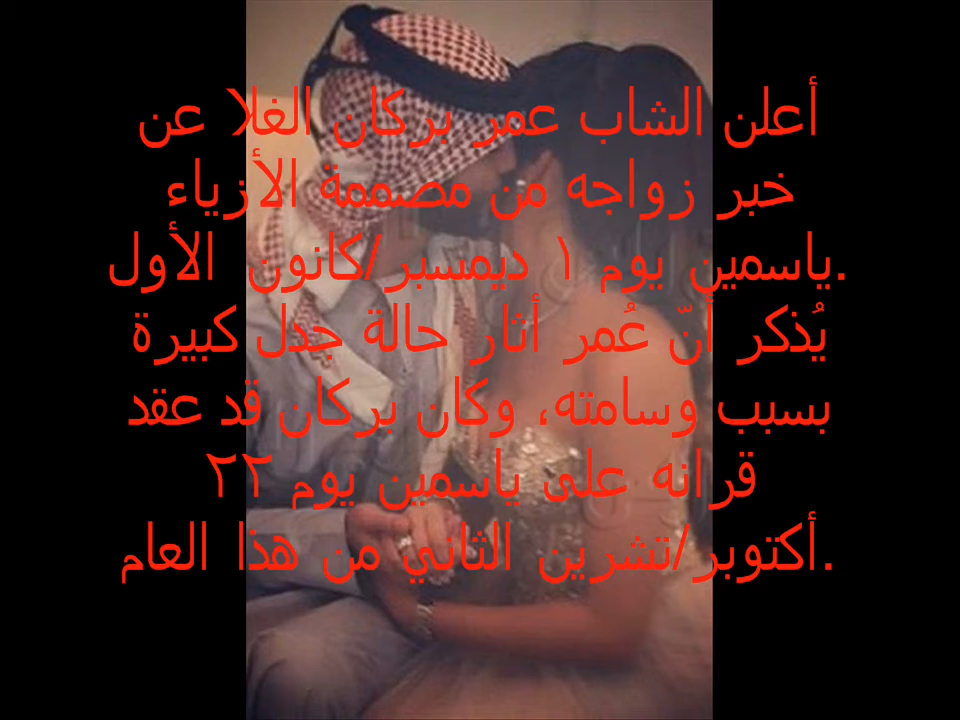 أعلن الشاب عمر بركان الغلا عن
خبر زواجه من مصممة الأزياء
ياسمين يوم ١ ديمسبر/كانون الأول.
يُذكر أنّ عُمر أثار حالة جدل كبيرة
بسبب وسامته، وكان بركان قد عقد
قرانه على ياسمين يوم ٢٢
أكتوبر/تشرين الثاني من هذا العام.